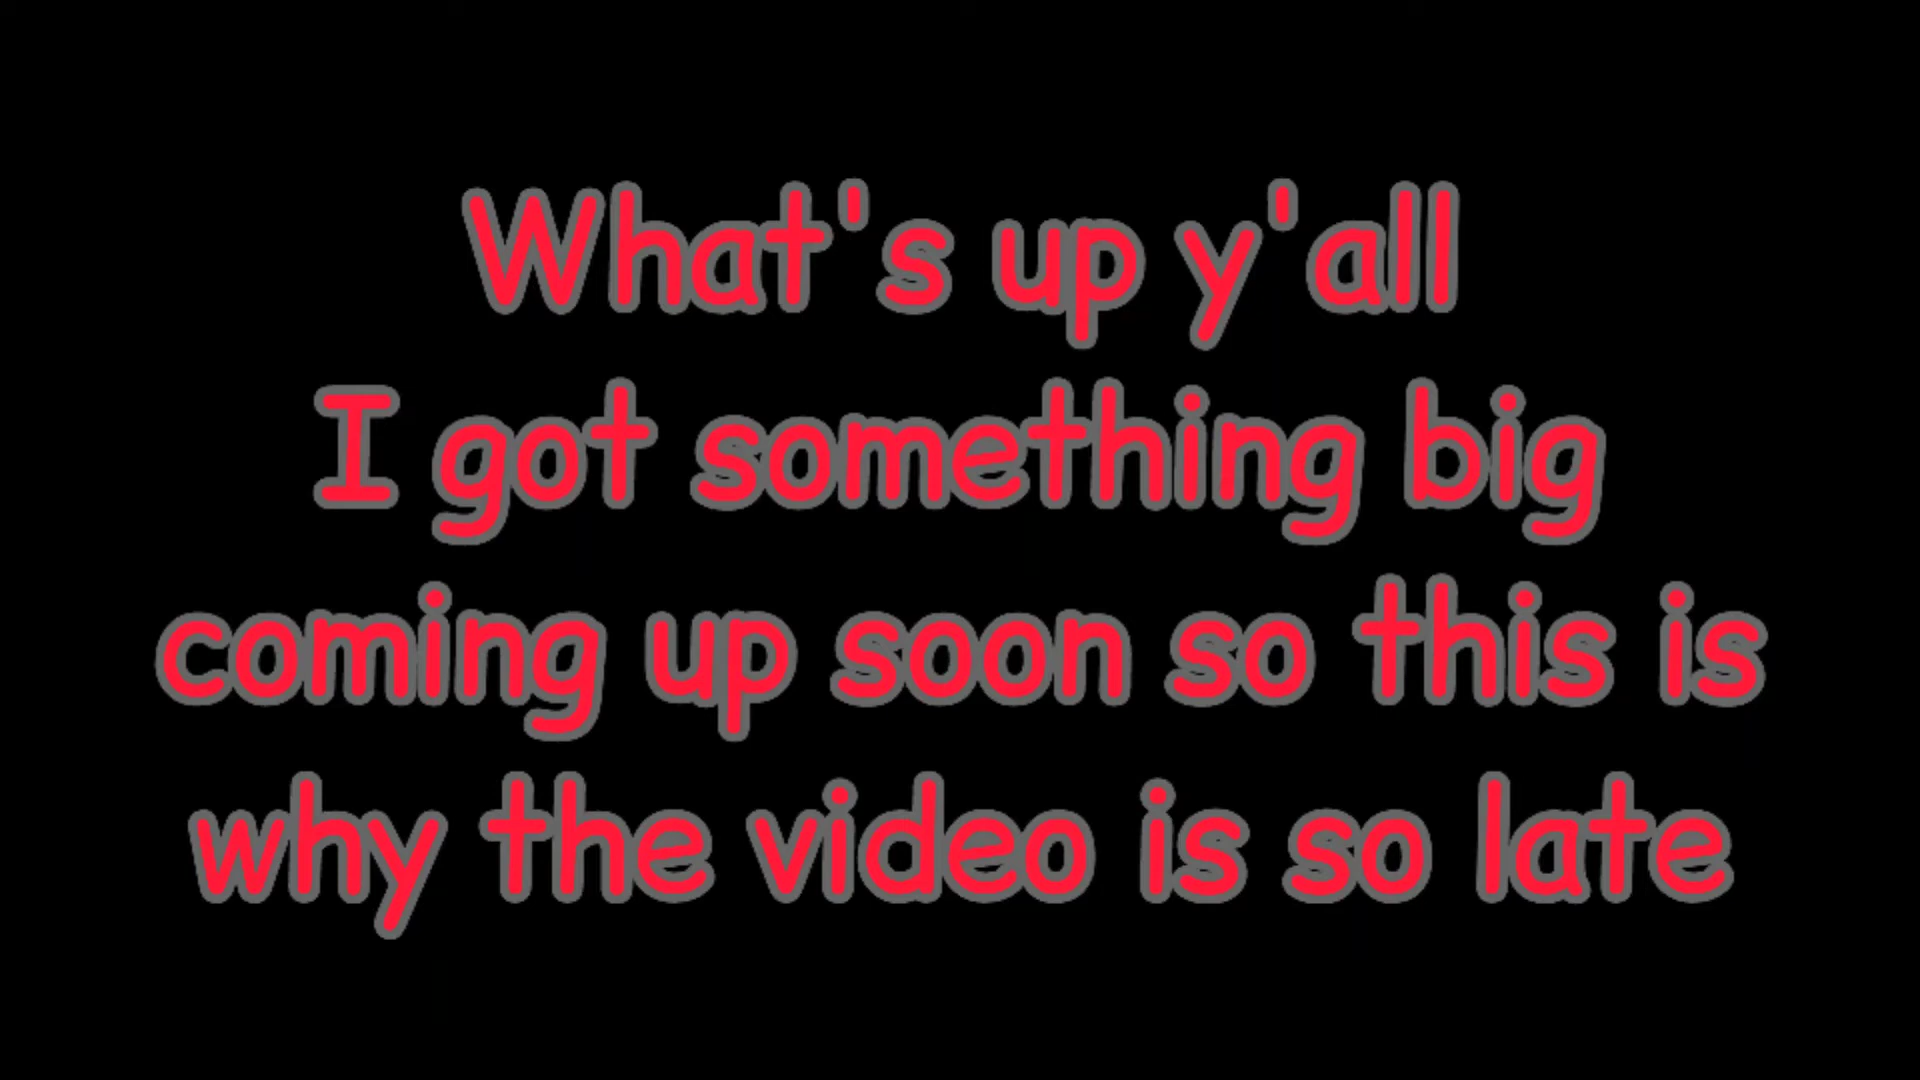 What's up y'all
I got something big
coming up soon so this is
why the video is so late